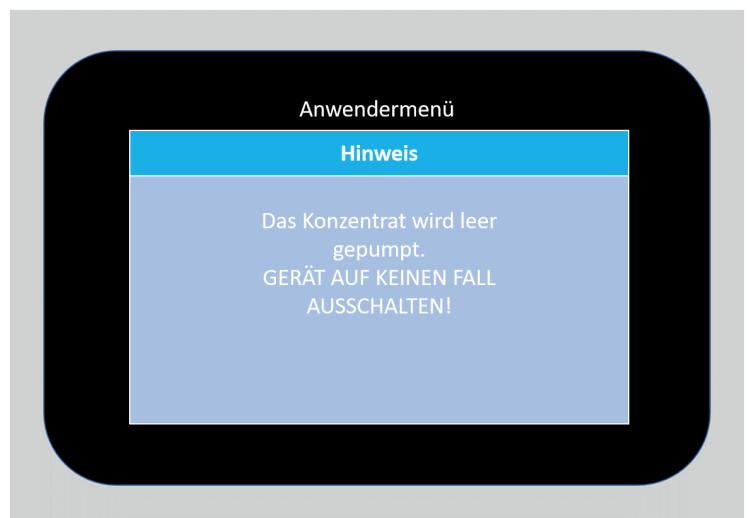 Anwendermenü
Hinweis
Das Konzentrat wird leer
gepumpt.
GERÄT AUF KEINEN FALL
AUSSCHALTEN!